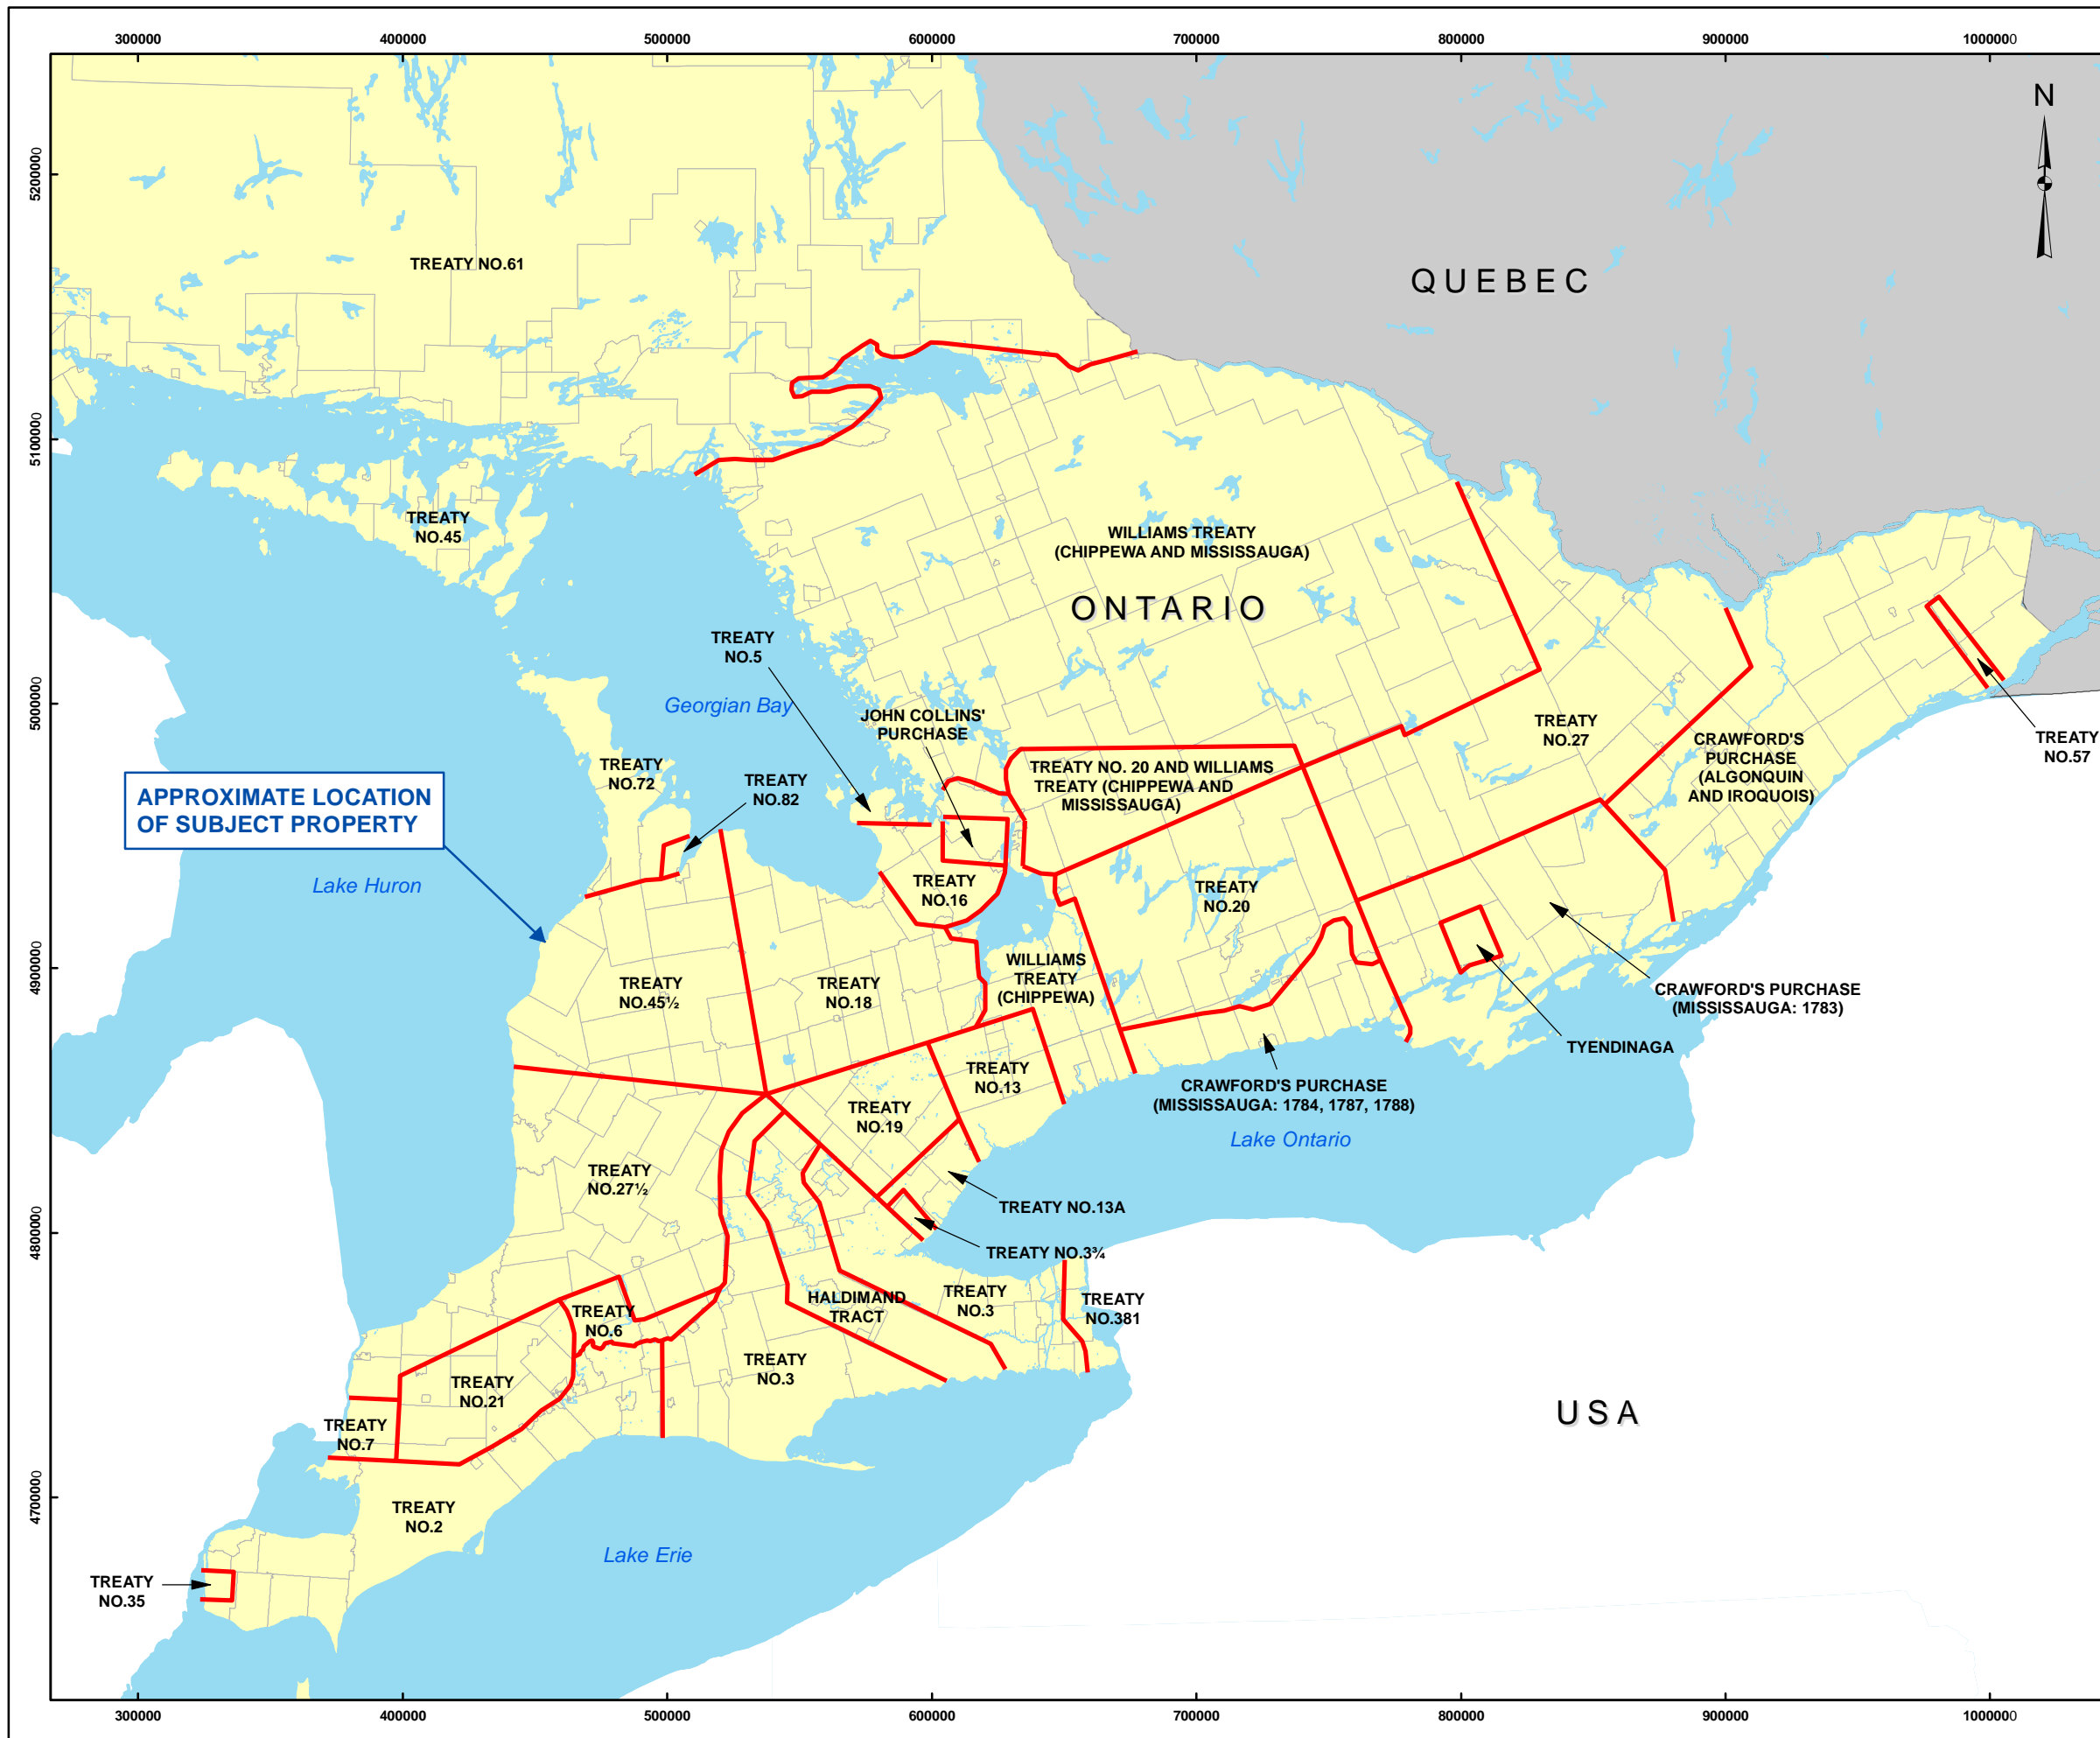 300000 400000 500000 600000 700000 800000 900000 1000000
N
5200000
TREATY NO.61
QUEBEC
5100000
TREATY
NO.45
WILLIAMS TREATY
(CHIPPEWA AND MISSISSAUGA)
ONTARIO
TREATY
NO.5
5000000
Georgian Bay
JOHN COLLINS'
PURCHASE
TREATY
NO.27
CRAWFORD'S
PURCHASE
(ALGONQUIN
AND IROQUOIS)
TREATY
NO.57
TREATY
NO.72
TREATY
NO.82
TREATY NO. 20 AND WILLIAMS
TREATY (CHIPPEWA AND
MISSISSAUGA)
APPROXIMATE LOCATION
OF SUBJECT PROPERTY
Lake Huron
TREATY
NO.16
TREATY
NO.20
4900000
TREATY
NO.45½
TREATY
NO.18
WILLIAMS
TREATY
(CHIPPEWA)
CRAWFORD'S PURCHASE
(MISSISSAUGA: 1783)
TYENDINAGA
TREATY
NO.13
CRAWFORD'S PURCHASE
(MISSISSAUGA: 1784, 1787, 1788)
TREATY
NO.19
Lake Ontario
TREATY
NO.27½
TREATY NO.13A
4800000
TREATY NO.3¾
HALDIMAND
TRACT
TREATY
NO.3
TREATY
NO.381
TREATY
NO.6
TREATY
NO.3
TREATY
NO.21
TREATY
NO.7
USA
4700000
TREATY
NO.2
Lake Erie
TREATY
NO.35
300000 400000 500000 600000 700000 800000 900000 1000000